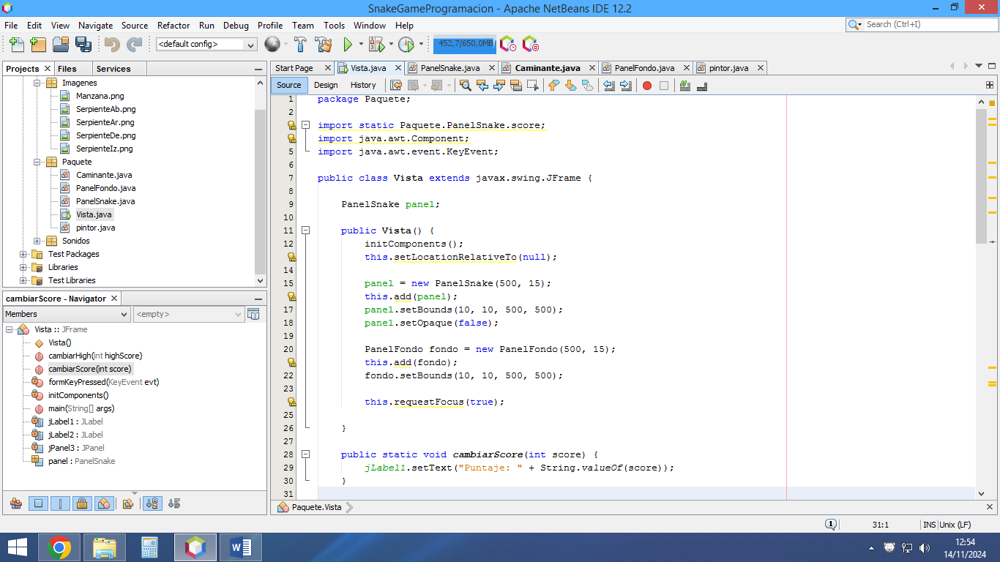 SnakeGameProgramacion - Apache NetBeans IDE 12.2
File Edit View Navigate Source Refactor Run Debug Profile Team Tools Window Help
Search (Ctrl+I)
<default config>
452,7/650,0MB
Projects Files Services
Imagenes
Manzana.png
SerpienteAb.png
SerpienteAr.png
SerpienteDe.png
SerpienteIz.png
Paquete
Caminante.java
PanelFondo.java
PanelSnake.java
Vista.java
pintor.java
Sonidos
Test Packages
Libraries
Test Libraries
cambiarScore - Navigator
Members
<empty>
Vista :: JFrame
Vista()
cambiarHigh(int highScore)
cambiarScore(int score)
formKeyPressed(KeyEvent evt)
initComponents()
main(String[] args)
jLabel1 : JLabel
jLabel2 : JLabel
jPanel3 : JPanel
panel : PanelSnake
Start Page Vista.java PanelSnake.java Caminante.java PanelFondo.java pintor.java
Source Design History
1 package Paquete;
2
import static Paquete.PanelSnake.score;
import java.awt.Component;
5 import java.awt.event.KeyEvent;
6
7 public class Vista extends javax.swing.JFrame {
8
9 PanelSnake panel;
10
11 public Vista() {
12 initComponents();
this.setLocationRelativeTo(null);
14
15 panel = new PanelSnake(500, 15);
this.add(panel);
17 panel.setBounds(10, 10, 500, 500);
18 panel.setOpaque(false);
19
20 PanelFondo fondo = new PanelFondo(500, 15);
this.add(fondo);
22 fondo.setBounds(10, 10, 500, 500);
23
this.requestFocus(true);
25
26 }
27
28 public static void cambiarScore(int score) {
29 jLabel1.setText("Puntaje: " + String.valueOf(score));
30 }
31
Paquete.Vista
1
31:1
INS Unix (LF)
12:54
14/11/2024